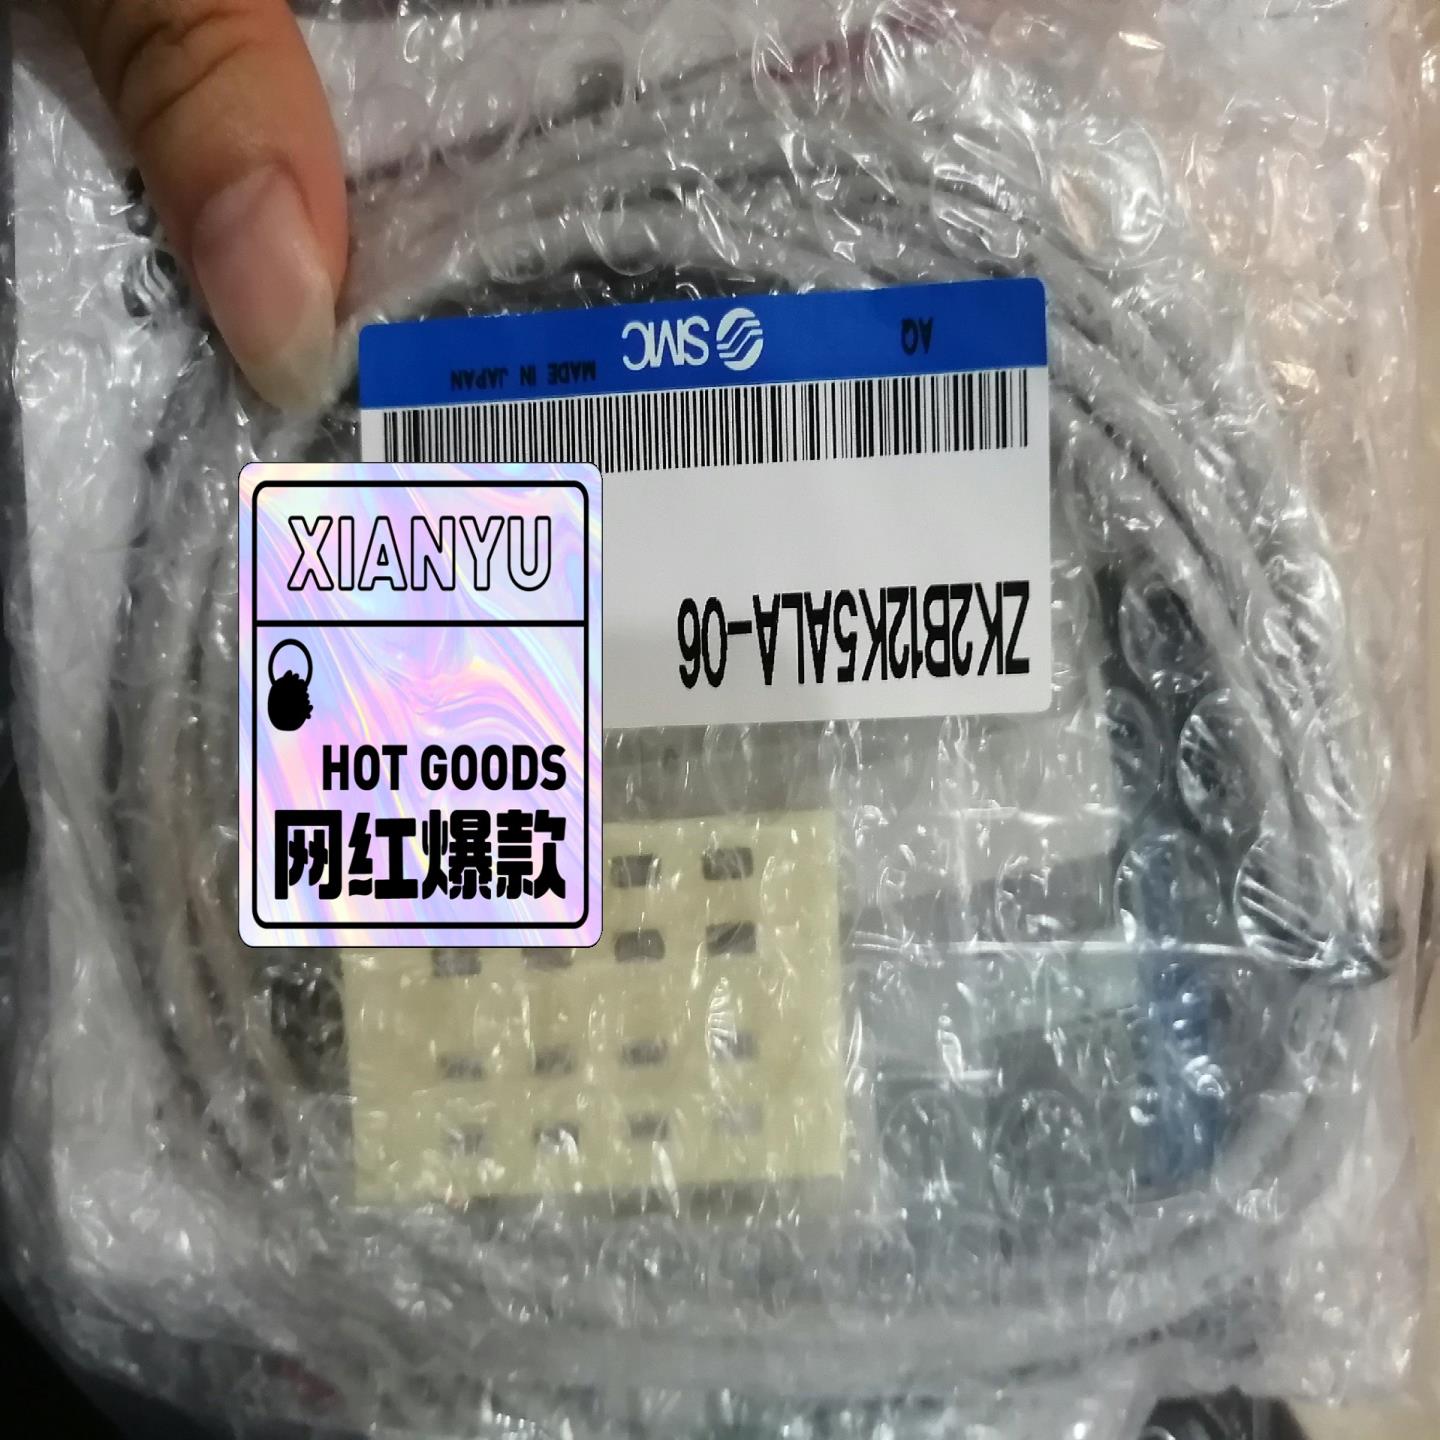 AQ
SMC
MADE IN JAPAN
ZK2B12K5ALA-06
XIANYU
HOT GOODS
网红爆款